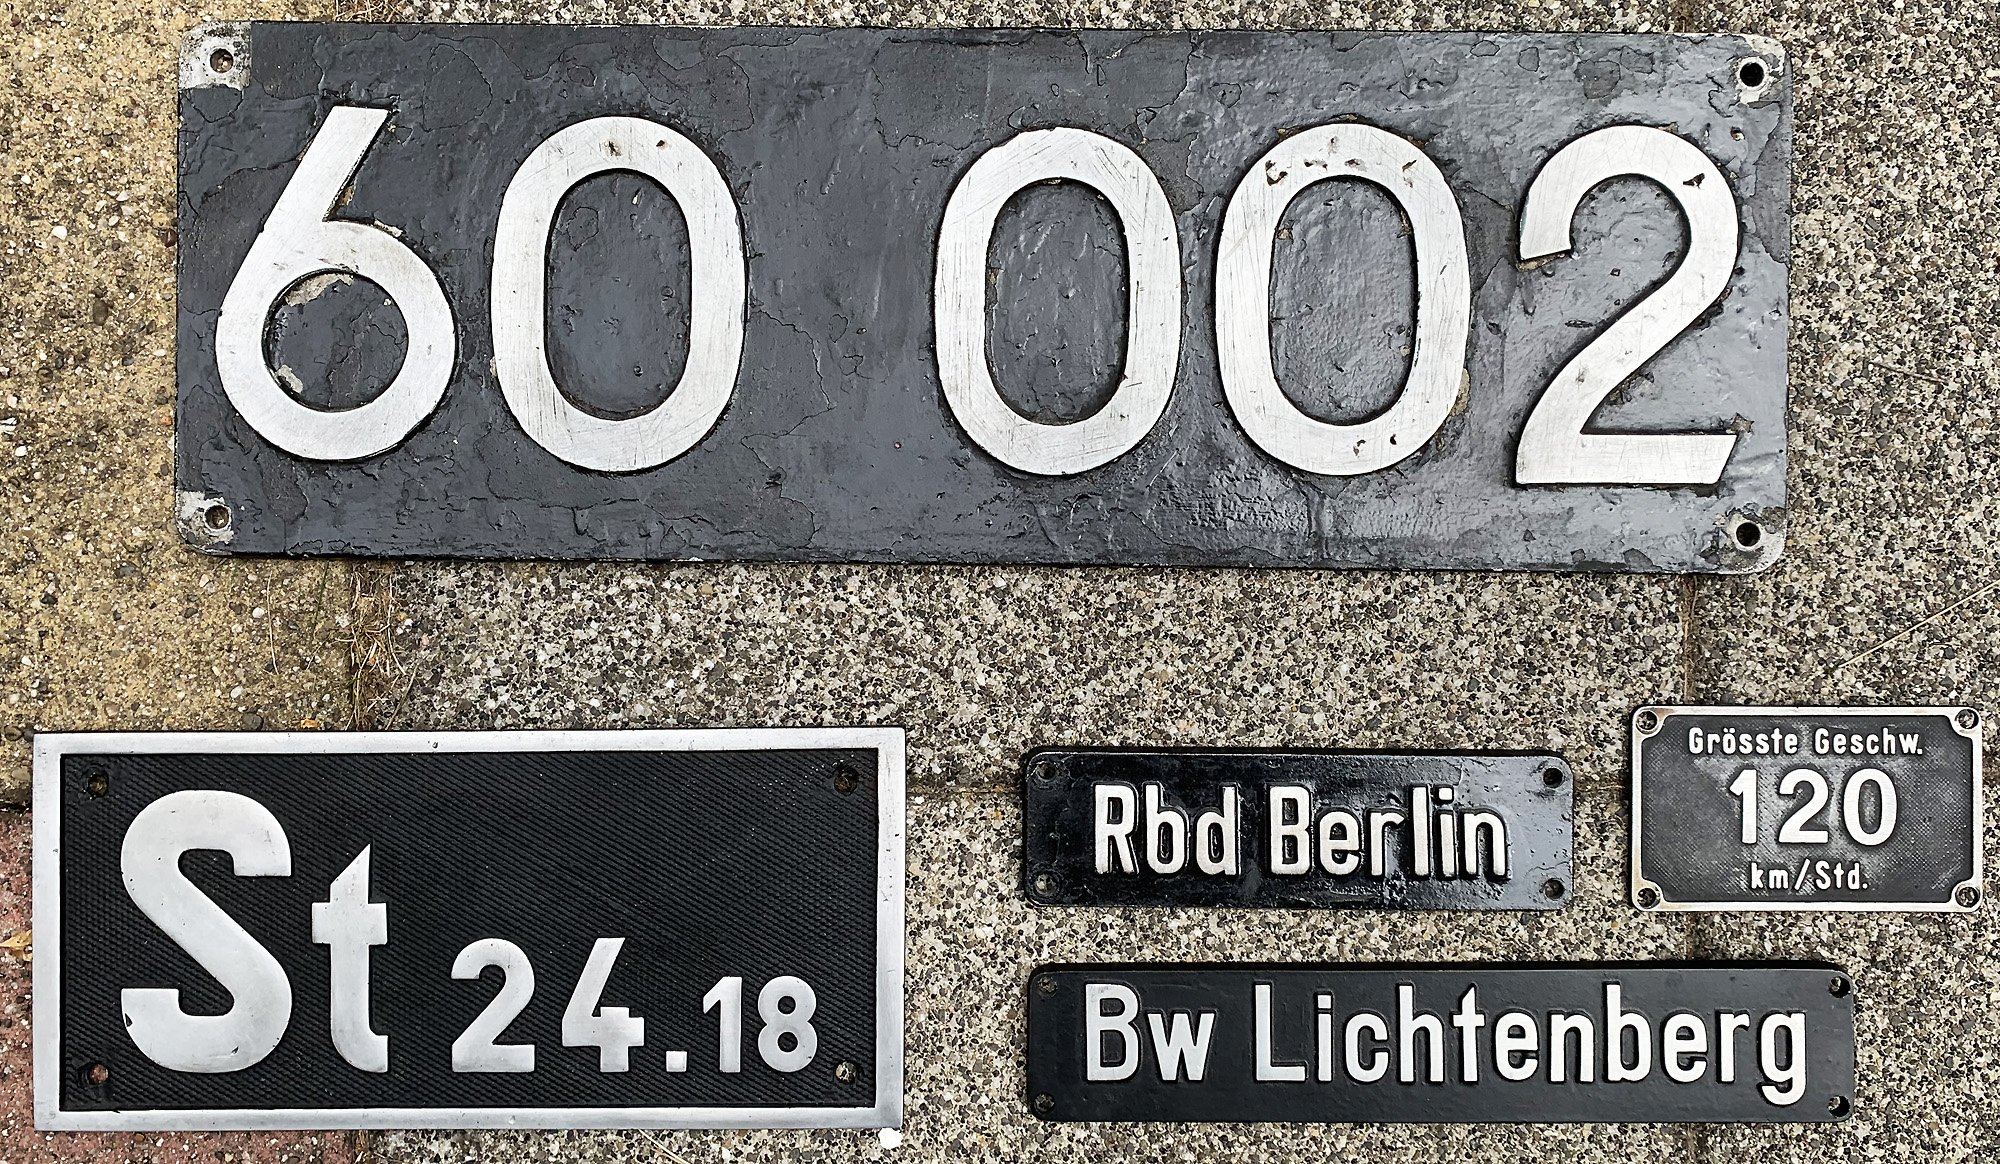 60 002
St 24.18
Rbd Berlin
Grösste Geschw.
120
km/Std.
Bw Lichtenberg